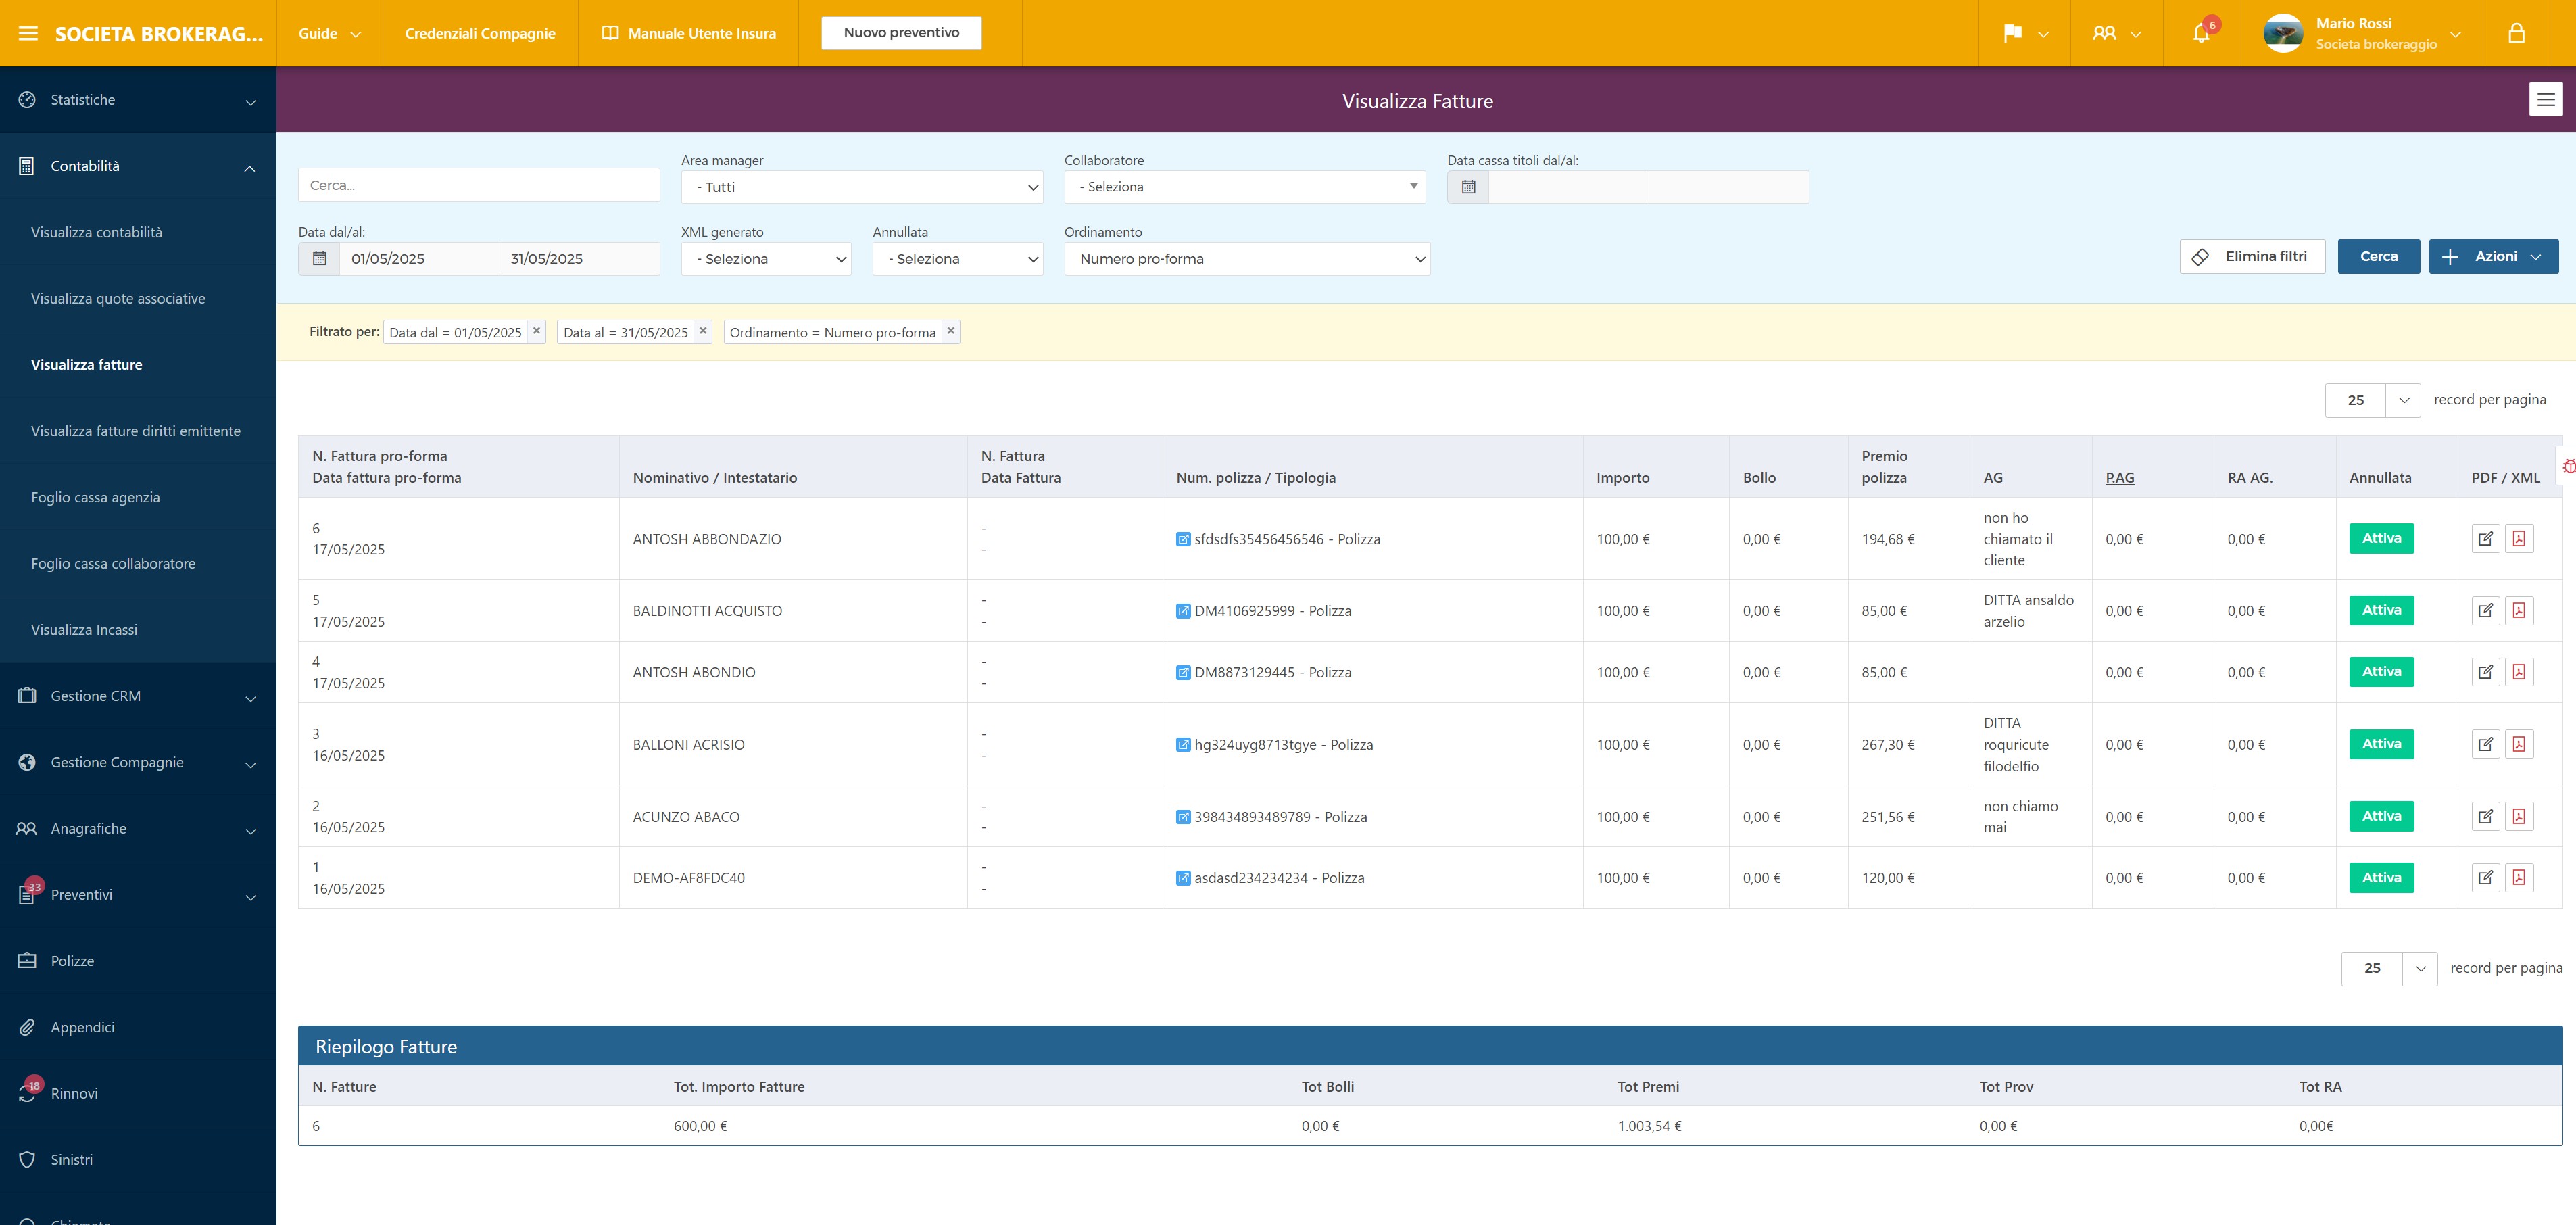 SOCIETA BROKERAG...
Guide
Credenziali Compagnie
Manuale Utente Insura
Nuovo preventivo
6
Mario Rossi
Societa brokeraggio
Statistiche
Contabilità
Visualizza contabilità
Visualizza quote associative
Visualizza fatture
Visualizza fatture diritti emittente
Foglio cassa agenzia
Foglio cassa collaboratore
Visualizza Incassi
Gestione CRM
Gestione Compagnie
Anagrafiche
33
Preventivi
Polizze
Appendici
18
Rinnovi
Sinistri
Visualizza Fatture
Cerca...
Area manager
- Tutti
Collaboratore
- Seleziona
Data cassa titoli dal/al:
Data dal/al:
01/05/2025 31/05/2025
XML generato
- Seleziona
Annullata
- Seleziona
Ordinamento
Numero pro-forma
Elimina filtri
Cerca
Azioni
Filtrato per: Data dal = 01/05/2025 × Data al = 31/05/2025 × Ordinamento = Numero pro-forma ×
25 record per pagina
N. Fattura pro-forma
Data fattura pro-forma
Nominativo / Intestatario
N. Fattura
Data Fattura
Num. polizza / Tipologia
Importo
Bollo
Premio
polizza
AG
P.AG
RA AG.
Annullata
PDF / XML
6
17/05/2025
ANTOSH ABBONDAZIO
-
-
sfdsdfs35456456546 - Polizza
100,00 €
0,00 €
194,68 €
non ho
chiamato il
cliente
0,00 €
0,00 €
Attiva
5
17/05/2025
BALDINOTTI ACQUISTO
-
-
DM4106925999 - Polizza
100,00 €
0,00 €
85,00 €
DITTA ansaldo
arzelio
0,00 €
0,00 €
Attiva
4
17/05/2025
ANTOSH ABONDIO
-
-
DM8873129445 - Polizza
100,00 €
0,00 €
85,00 €
0,00 €
0,00 €
Attiva
3
16/05/2025
BALLONI ACRISIO
-
-
hg324uyg8713tgye - Polizza
100,00 €
0,00 €
267,30 €
DITTA
roquricute
filodelfio
0,00 €
0,00 €
Attiva
2
16/05/2025
ACUNZO ABACO
-
-
398434893489789 - Polizza
100,00 €
0,00 €
251,56 €
non chiamo
mai
0,00 €
0,00 €
Attiva
1
16/05/2025
DEMO-AF8FDC40
-
-
asdasd234234234 - Polizza
100,00 €
0,00 €
120,00 €
0,00 €
0,00 €
Attiva
25 record per pagina
Riepilogo Fatture
N. Fatture Tot. Importo Fatture Tot Bolli Tot Premi Tot Prov Tot RA
6 600,00 € 0,00 € 1.003,54 € 0,00 € 0,00€